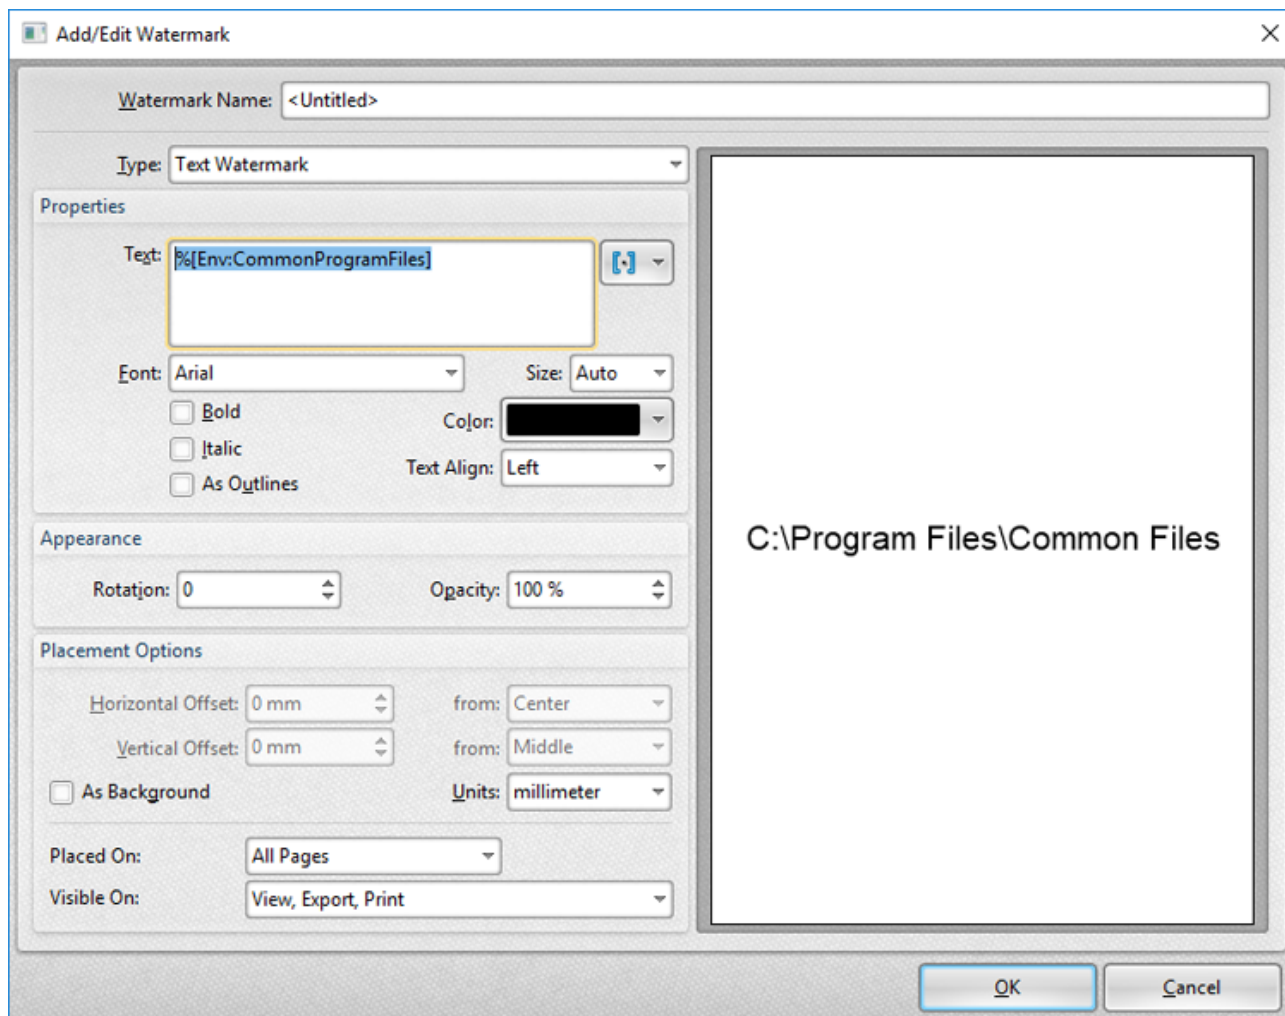 Add/Edit Watermark
Watermark Name: <Untitled>
Type: Text Watermark
Properties
Text: %[Env:CommonProgramFiles]
Font: Arial Size: Auto
Bold
Color:
Italic
Text Align: Left
As Outlines
C:\Program Files\Common Files
Appearance
Rotation: 0 Opacity: 100 %
Placement Options
Horizontal Offset: 0 mm from: Center
Vertical Offset: 0 mm from: Middle
As Background Units: millimeter
Placed On: All Pages
Visible On: View, Export, Print
OK Cancel